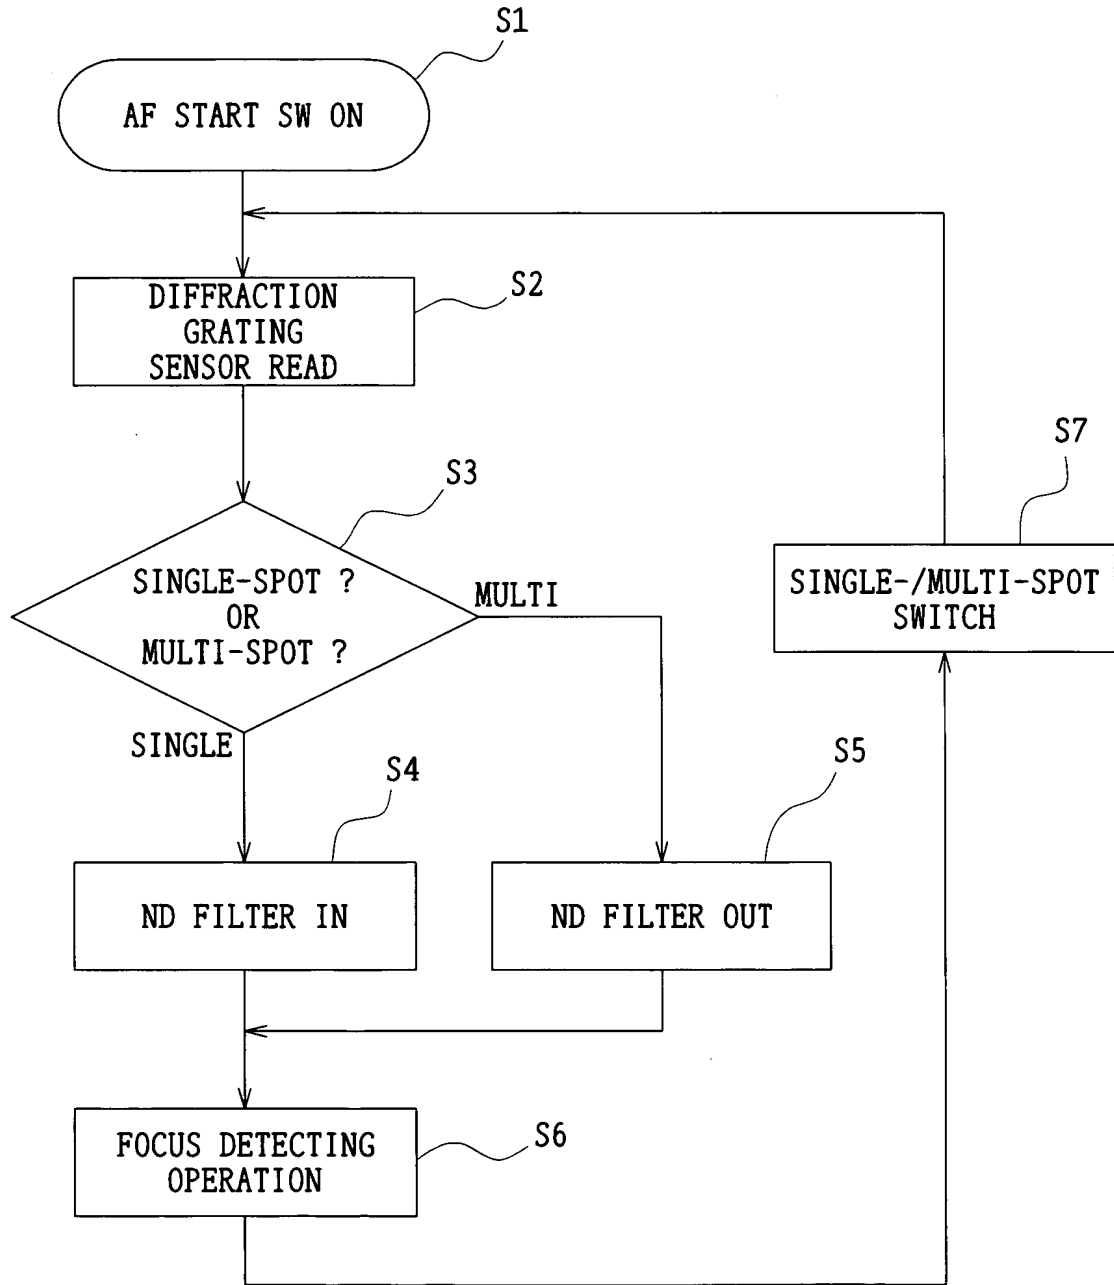 S1
AF START SW ON
S2
DIFFRACTION
GRATING
SENSOR READ
S3
SINGLE-SPOT ?
OR
MULTI-SPOT ?
MULTI
SINGLE
S7
SINGLE-/MULTI-SPOT
SWITCH
S4
ND FILTER IN
S5
ND FILTER OUT
S6
FOCUS DETECTING
OPERATION